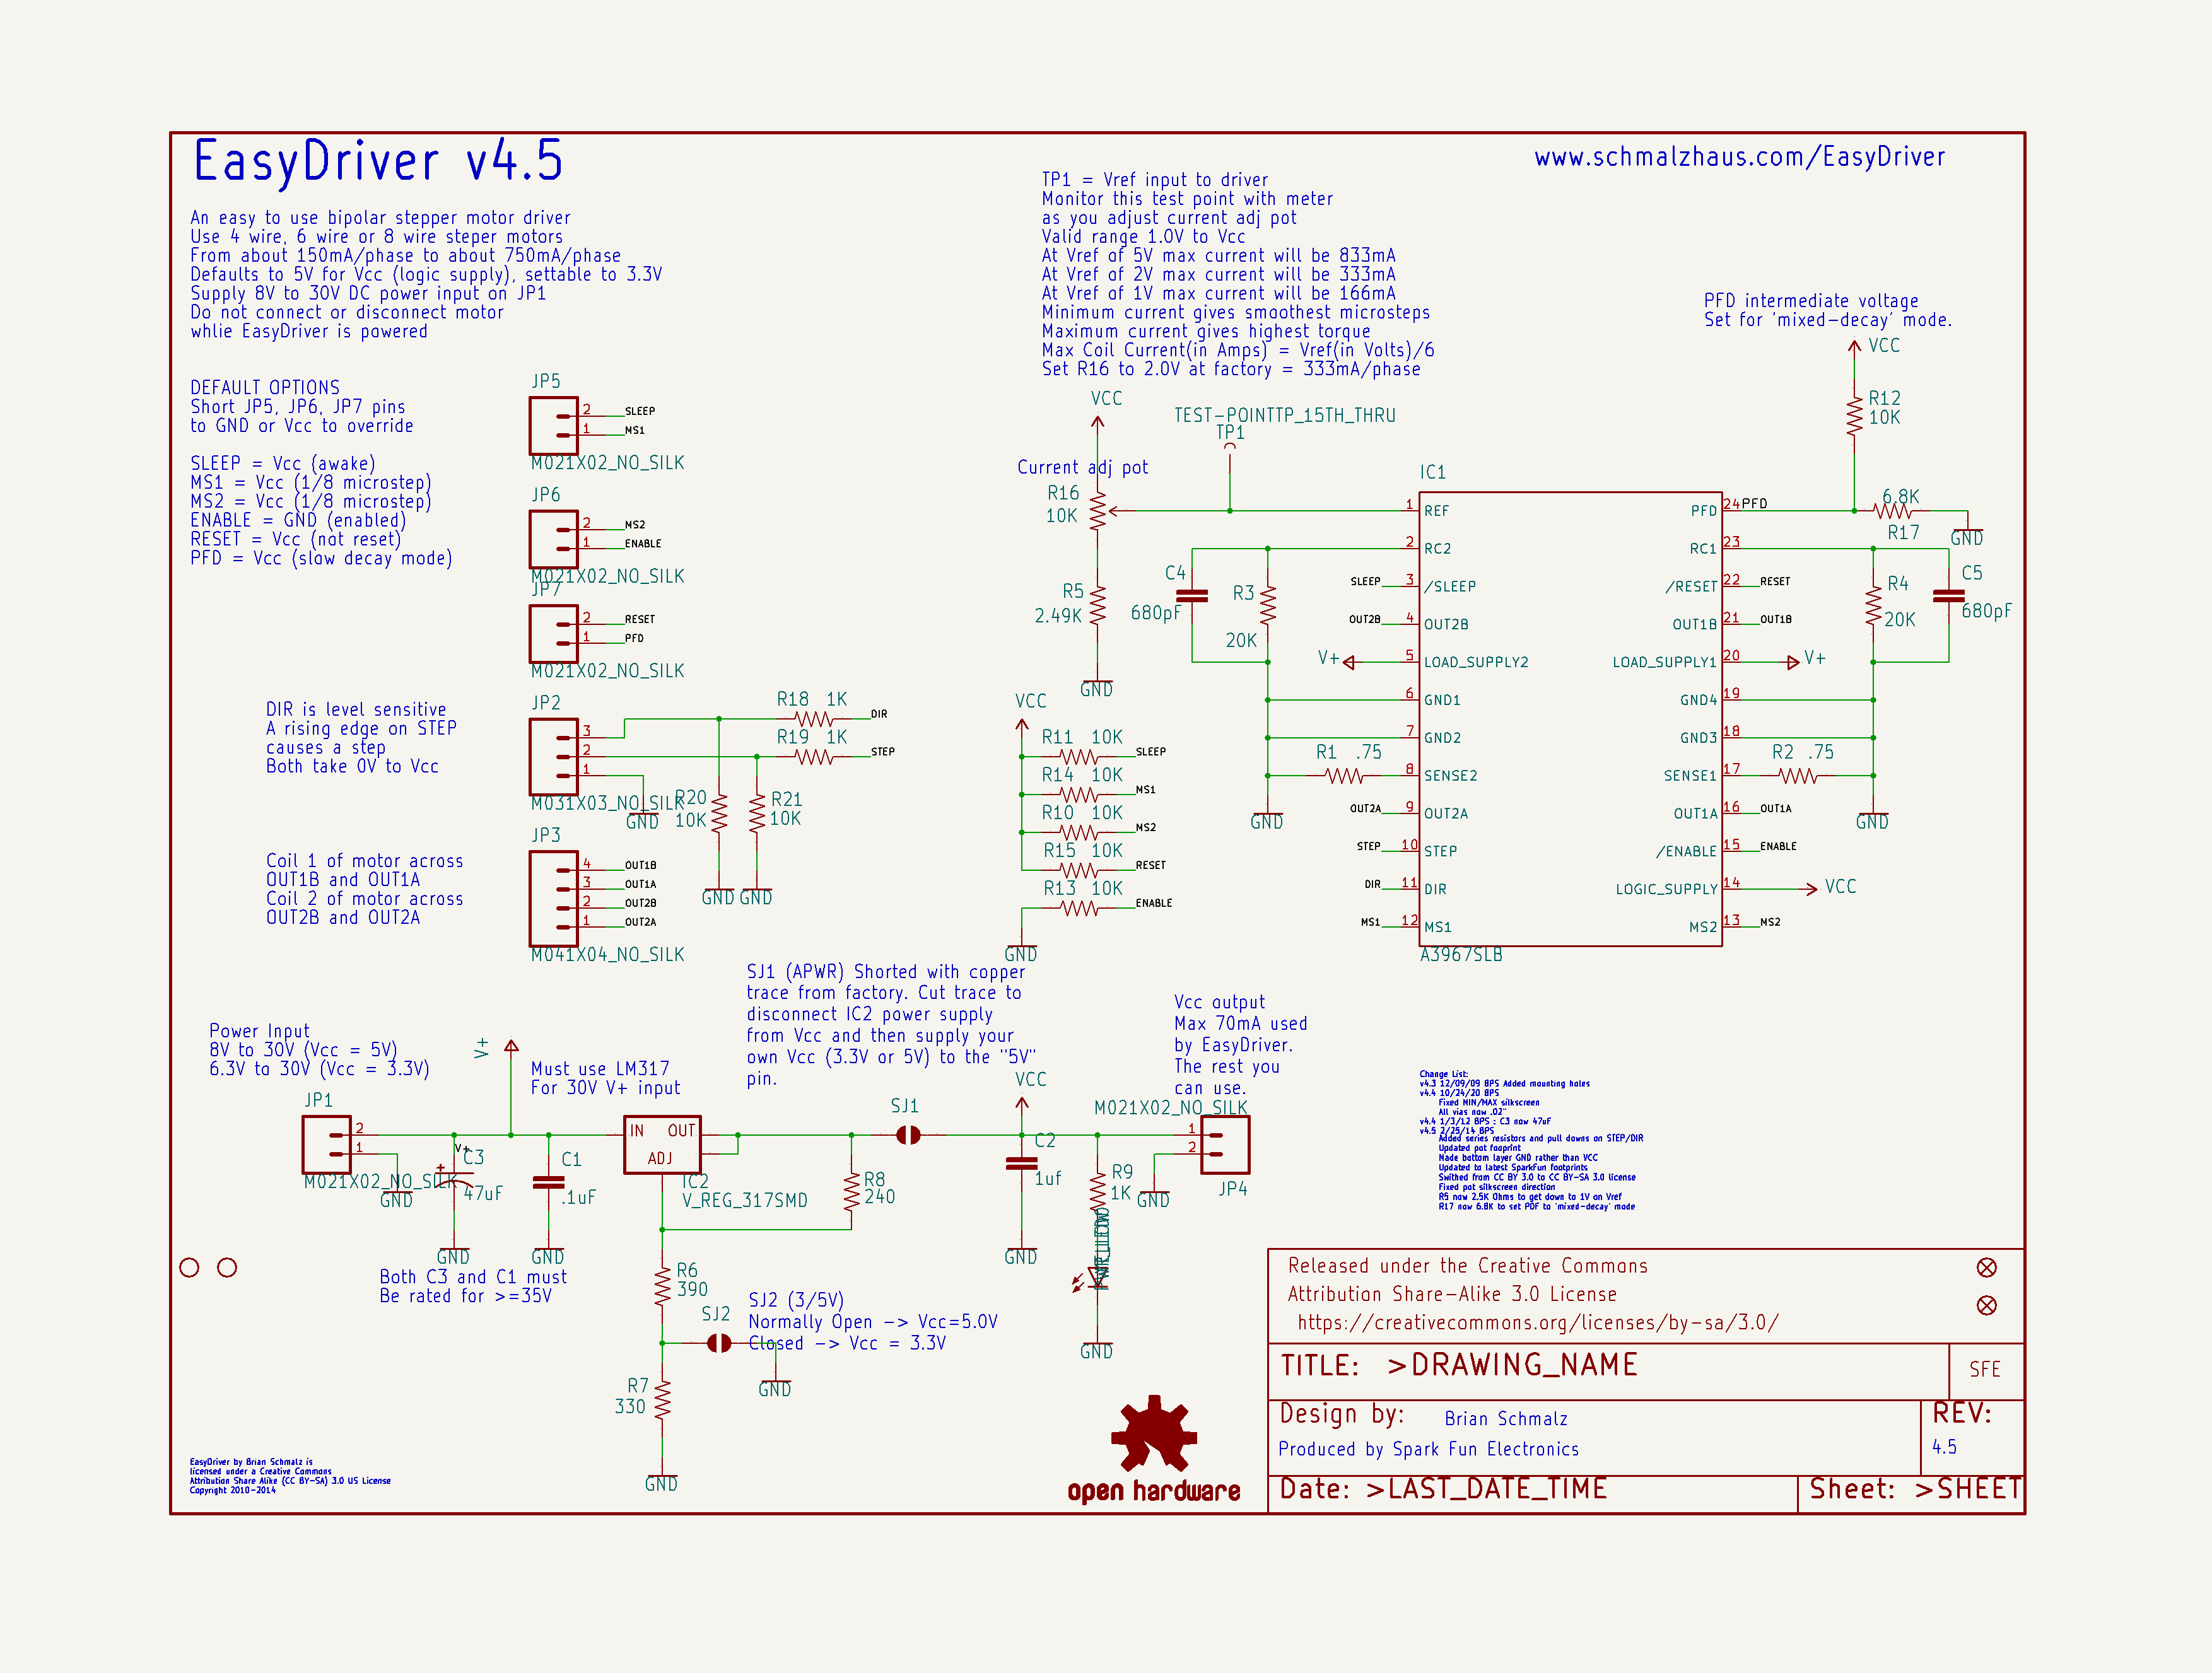 EasyDriver v4.5
www.schmalzhaus.com/EasyDriver
An easy to use bipolar stepper motor driver
Use 4 wire, 6 wire or 8 wire steper motors
From about 150mA/phase to about 750mA/phase
Defaults to 5V for Vcc (logic supply), settable to 3.3V
Supply 8V to 30V DC power input on JP1
Do not connect or disconnect motor
whlie EasyDriver is powered
TP1 = Vref input to driver
Monitor this test point with meter
as you adjust current adj pot
Valid range 1.0V to Vcc
At Vref of 5V max current will be 833mA
At Vref of 2V max current will be 333mA
At Vref of 1V max current will be 166mA
Minimum current gives smoothest microsteps
Maximum current gives highest torque
Max Coil Current(in Amps) = Vref(in Volts)/6
Set R16 to 2.0V at factory = 333mA/phase
PFD intermediate voltage
Set for 'mixed-decay' mode.
DEFAULT OPTIONS
Short JP5, JP6, JP7 pins
to GND or Vcc to override
SLEEP = Vcc (awake)
MS1 = Vcc (1/8 microstep)
MS2 = Vcc (1/8 microstep)
ENABLE = GND (enabled)
RESET = Vcc (not reset)
PFD = Vcc (slow decay mode)
JP5
2 SLEEP
1 MS1
M021X02_NO_SILK
JP6
2 MS2
1 ENABLE
M021X02_NO_SILK
JP7
2 RESET
1 PFD
M021X02_NO_SILK
DIR is level sensitive
A rising edge on STEP
causes a step
Both take 0V to Vcc
JP2
3
2
1
M031X03_NO_SILK
GND
R18 1K DIR
R19 1K STEP
R20
10K
R21
10K
GND GND
Coil 1 of motor across
OUT1B and OUT1A
Coil 2 of motor across
OUT2B and OUT2A
JP3
4 OUT1B
3 OUT1A
2 OUT2B
1 OUT2A
M041X04_NO_SILK
VCC
Current adj pot
R16
10K
R5
2.49K
GND
TEST-POINTTP_15TH_THRU
TP1
C4
680pF
R3
20K
GND
VCC
R11 10K SLEEP
R14 10K MS1
R10 10K MS2
R15 10K RESET
R13 10K ENABLE
GND
IC1
1 REF
2 RC2
SLEEP 3 /SLEEP
OUT2B 4 OUT2B
V+ 5 LOAD_SUPPLY2
6 GND1
7 GND2
R1 .75 8 SENSE2
OUT2A 9 OUT2A
STEP 10 STEP
DIR 11 DIR
MS1 12 MS1
A3967SLB
PFD 24 PFD
RC1 23
/RESET 22 RESET
OUT1B 21 OUT1B
LOAD_SUPPLY1 20 V+
GND4 19
GND3 18
SENSE1 17 R2 .75
OUT1A 16 OUT1A
/ENABLE 15 ENABLE
LOGIC_SUPPLY 14 VCC
MS2 13 MS2
VCC
R12
10K
6.8K
R17
GND
R4
20K
C5
680pF
GND
SJ1 (APWR) Shorted with copper
trace from factory. Cut trace to
disconnect IC2 power supply
from Vcc and then supply your
own Vcc (3.3V or 5V) to the "5V"
pin.
Vcc output
Max 70mA used
by EasyDriver.
The rest you
can use.
Power Input
8V to 30V (Vcc = 5V)
6.3V to 30V (Vcc = 3.3V)
V+
Must use LM317
For 30V V+ input
JP1
2
1
M021X02_NO_SILK
GND
V+
C3
47uF
GND
C1
.1uF
GND
Both C3 and C1 must
Be rated for >=35V
IN OUT
ADJ
IC2
V_REG_317SMD
R8
240
SJ1
VCC
C2
1uf
GND
R9
1K
GND
M021X02_NO_SILK
1
2
JP4
GND
R6
390
SJ2
SJ2 (3/5V)
Normally Open -> Vcc=5.0V
Closed -> Vcc = 3.3V
GND
R7
330
GND
Change List:
v4.3 12/09/09 BPS Added mounting holes
v4.4 10/24/20 BPS
Fixed MIN/MAX silkscreen
All vias now .02"
v4.4 1/3/12 BPS : C3 now 47uF
v4.5 2/25/14 BPS
Added series resistors and pull downs on STEP/DIR
Updated pot fooprint
Made bottom layer GND rather than VCC
Updated to latest SparkFun footprints
Swithed from CC BY 3.0 to CC BY-SA 3.0 license
Fixed pot silkscreen direction
R5 now 2.5K Ohms to get down to 1V on Vref
R17 now 6.8K to set PDF to 'mixed-decay' mode
Released under the Creative Commons
Attribution Share-Alike 3.0 License
https://creativecommons.org/licenses/by-sa/3.0/
TITLE: >DRAWING_NAME
SFE
Design by: Brian Schmalz
REV:
Produced by Spark Fun Electronics
4.5
Date: >LAST_DATE_TIME
Sheet: >SHEET
open hardware
EasyDriver by Brian Schmalz is
licensed under a Creative Commons
Attribution Share Alike (CC BY-SA) 3.0 US License
Copyright 2010-2014